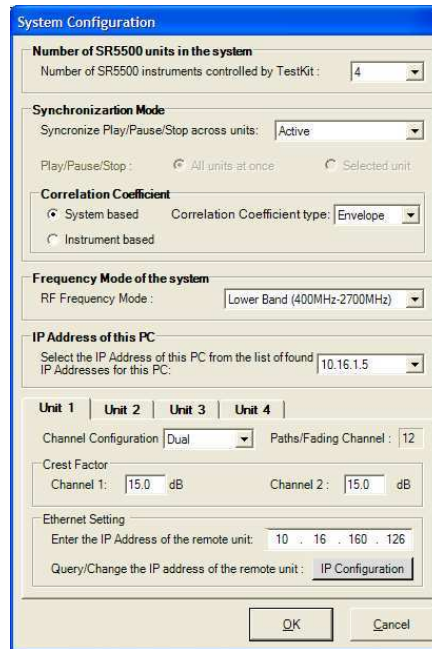 System Configuration
Number of SR5500 units in the system
Number of SR5500 instruments controlled by TestKit : 4
Synchronizartion Mode
Syncronize Play/Pause/Stop across units: Active
Play/Pause/Stop : All units at once Selected unit
Correlation Coefficient
System based Correlation Coefficient type: Envelope
Instrument based
Frequency Mode of the system
RF Frequency Mode : Lower Band (400MHz-2700MHz)
IP Address of this PC
Select the IP Address of this PC from the list of found
IP Addresses for this PC: 10.16.1.5
Unit 1 Unit 2 Unit 3 Unit 4
Channel Configuration Dual Paths/Fading Channel : 12
Crest Factor
Channel 1: 15.0 dB Channel 2 : 15.0 dB
Ethernet Setting
Enter the IP Address of the remote unit: 10 . 16 . 160 . 126
Query/Change the IP address of the remote unit : IP Configuration
OK Cancel